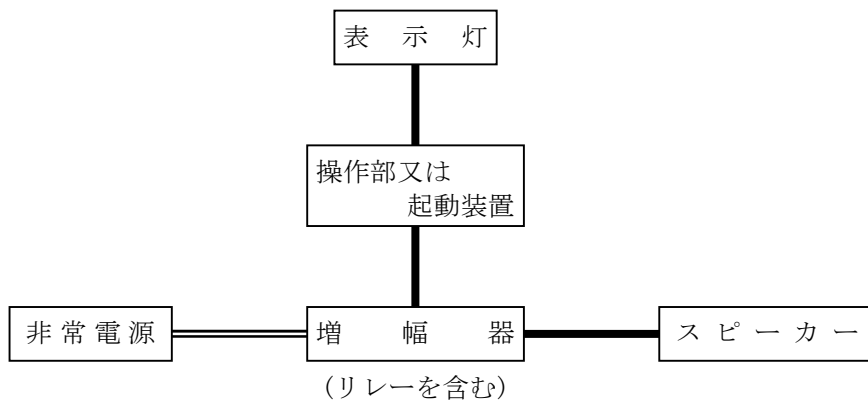 表示灯
操作部又は
起動装置
非常電源
増幅器
スピーカー
(リレーを含む)